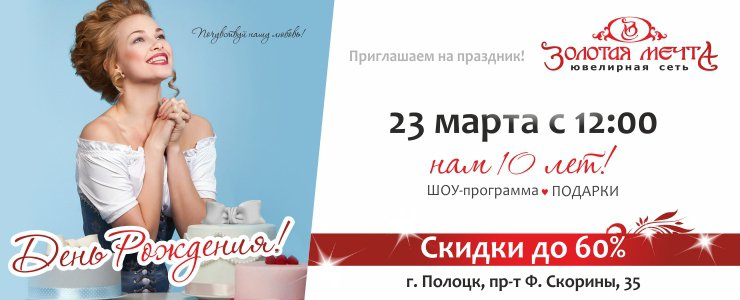 Почувствуй нашу любовь!
День Рождения!
Приглашаем на праздник!
ЗОЛОТАЯ МЕЧТА
ювелирная сеть
23 марта с 12:00
нам 10 лет!
ШОУ-программа ♥ ПОДАРКИ
Скидки до 60%
г. Полоцк, пр-т Ф. Скорины, 35